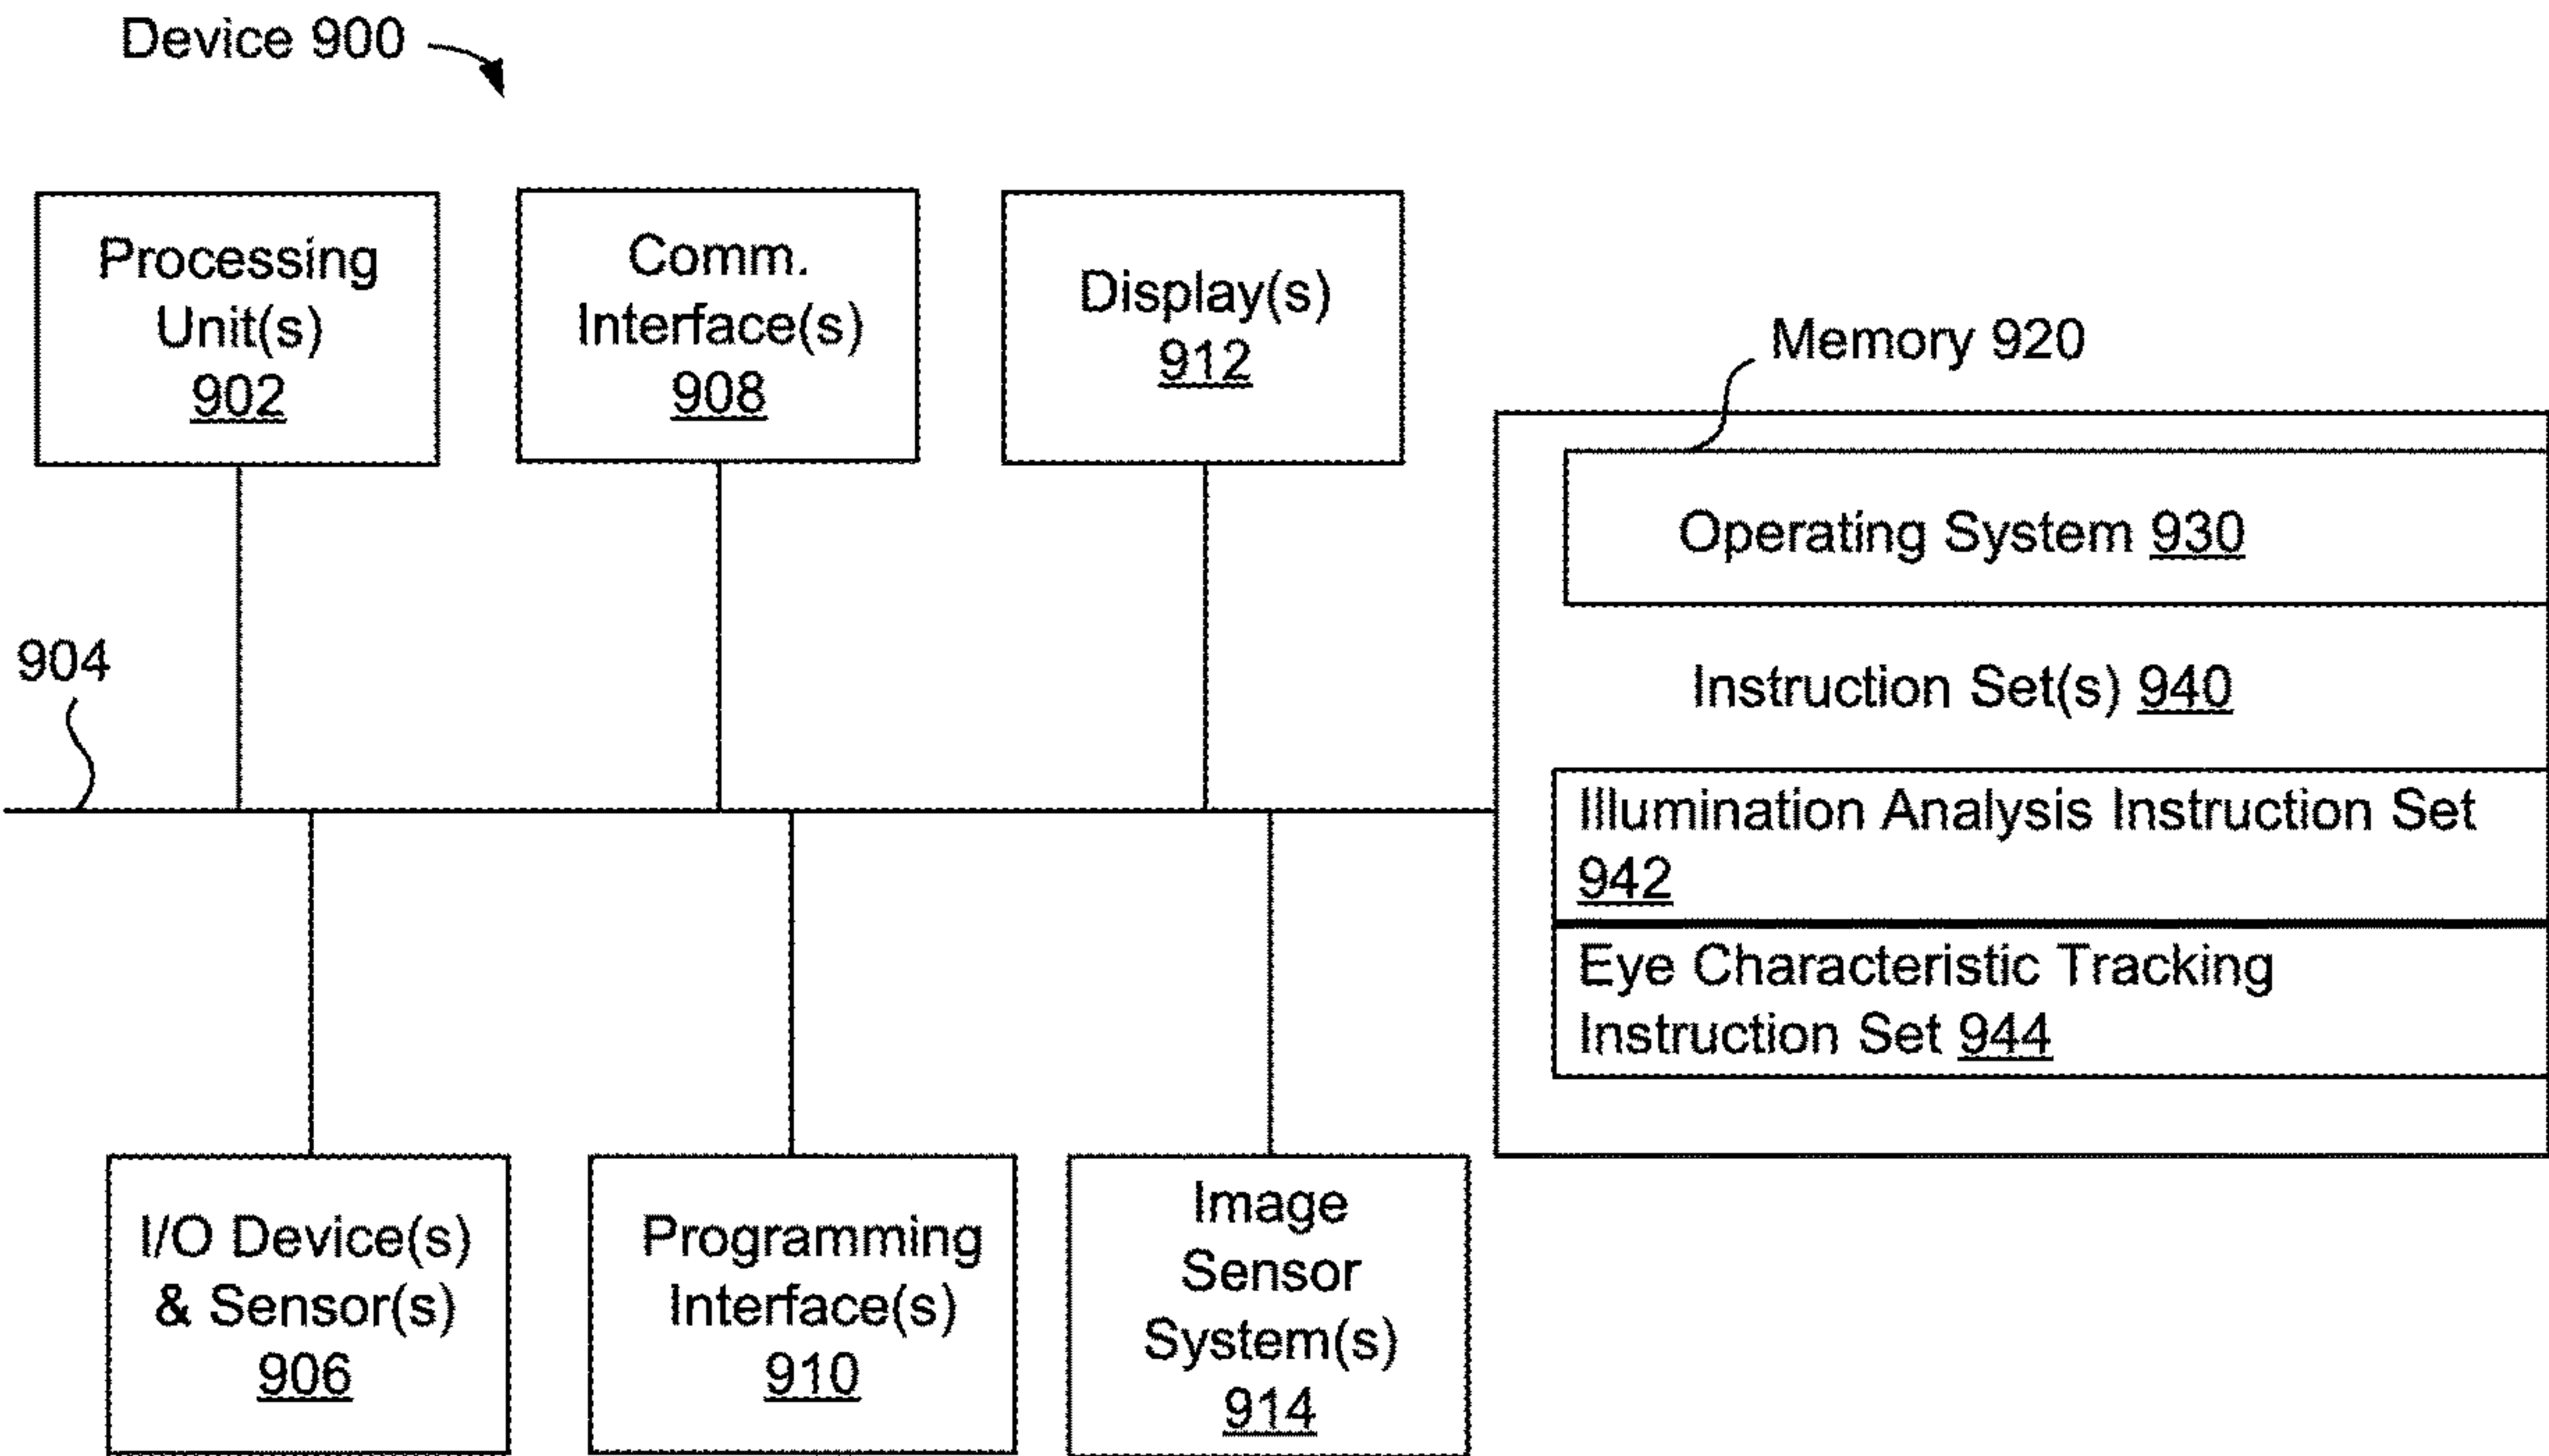 Device 900
Processing
Unit(s)
902
Comm.
Interface(s)
908
Display(s)
912
Memory 920
Operating System 930
Instruction Set(s) 940
Illumination Analysis Instruction Set
942
Eye Characteristic Tracking
Instruction Set 944
904
I/O Device(s)
& Sensor(s)
906
Programming
Interface(s)
910
Image
Sensor
System(s)
914